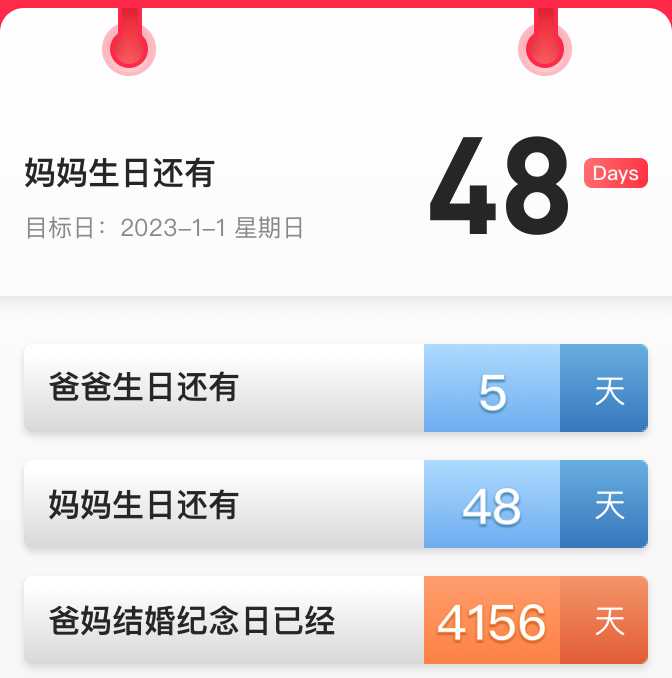 妈妈生日还有
48 Days
目标日：2023-1-1 星期日
爸爸生日还有 5 天
妈妈生日还有 48 天
爸妈结婚纪念日已经 4156 天